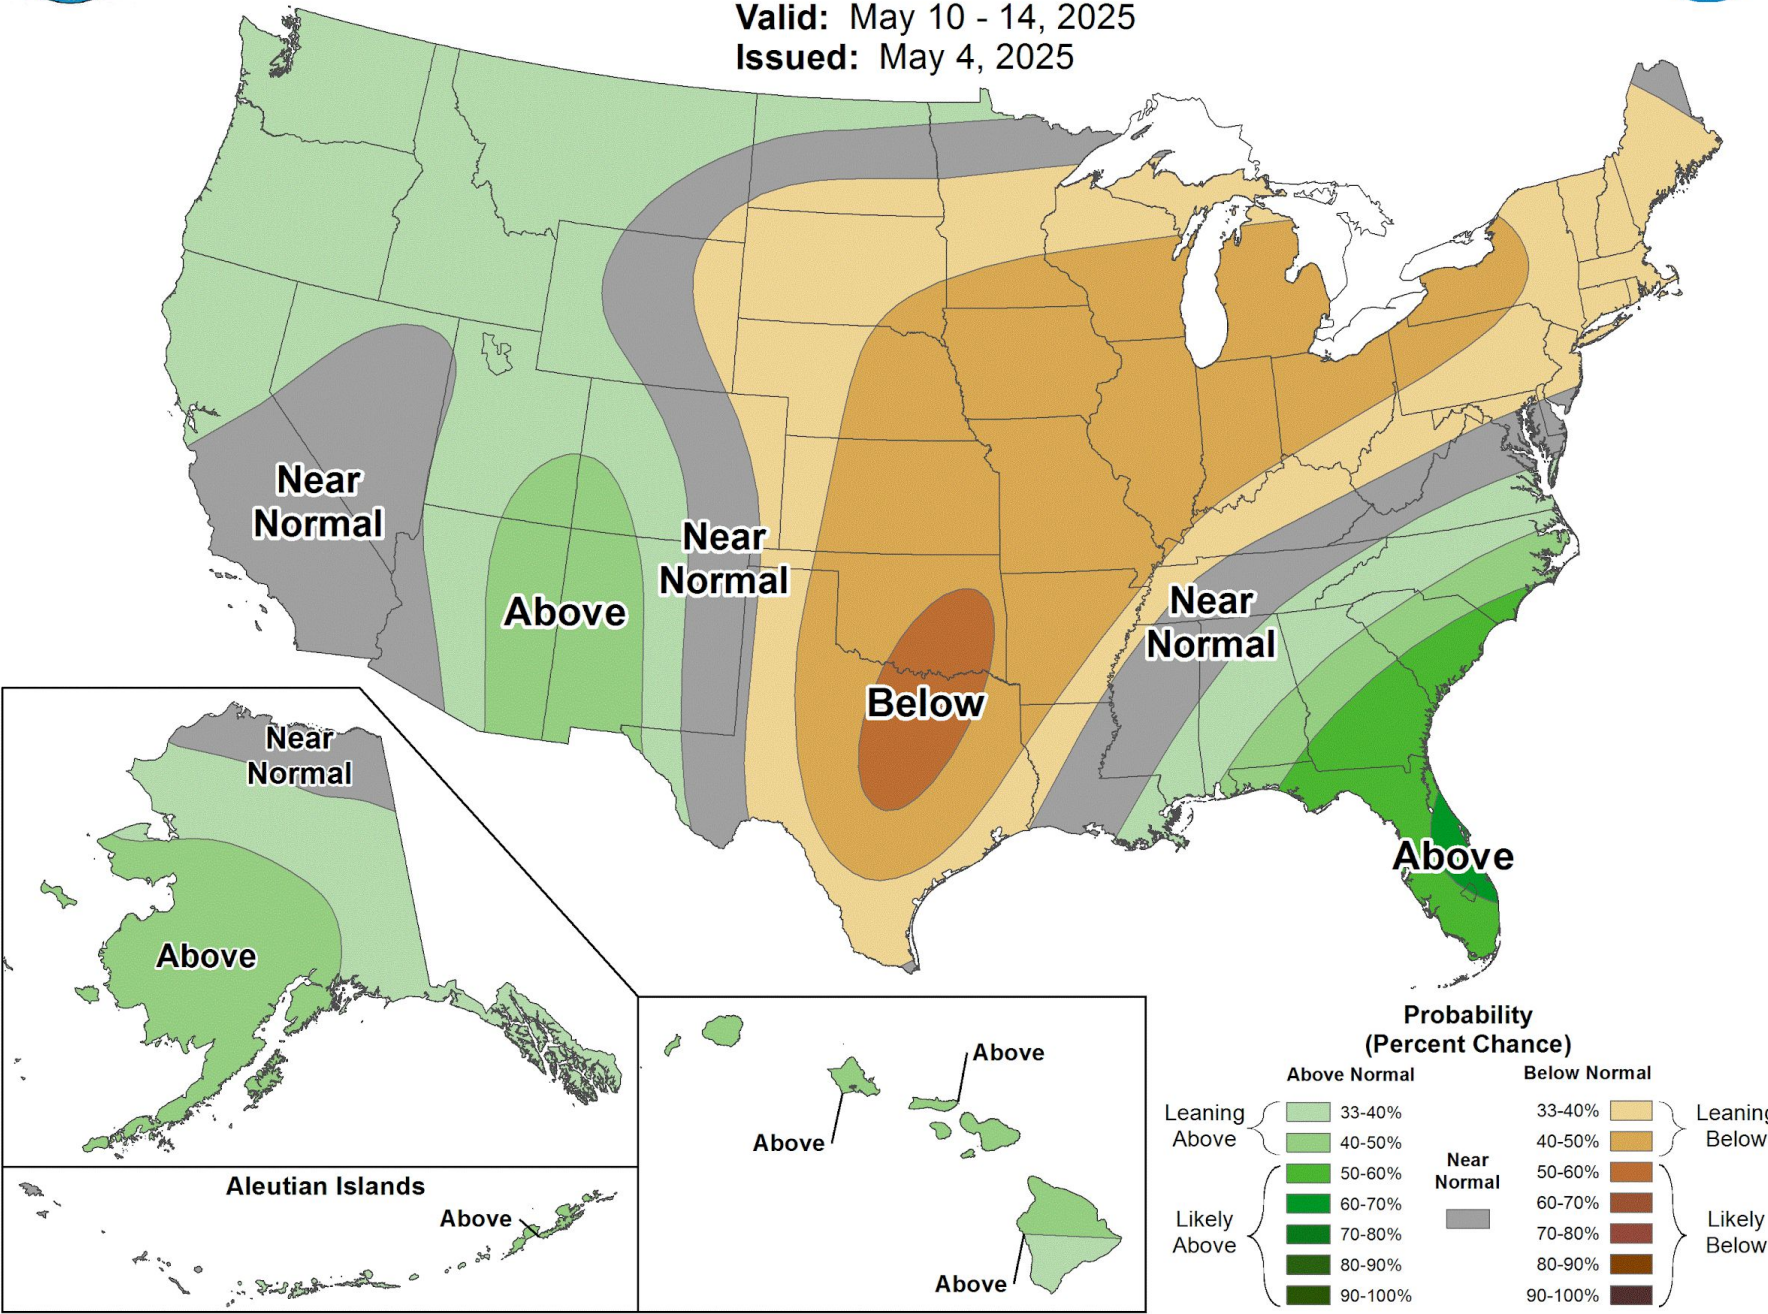 Valid: May 10 - 14, 2025
Issued: May 4, 2025
Near
Normal
Near
Normal
Above
Near
Normal
Below
Above
Near
Normal
Above
Aleutian Islands
Above
Above
Above
Above
Probability
(Percent Chance)
Above Normal
Below Normal
Leaning
Above
33-40%
40-50%
Likely
Above
50-60%
60-70%
70-80%
80-90%
90-100%
Near
Normal
33-40%
40-50%
Leaning
Below
50-60%
60-70%
70-80%
80-90%
90-100%
Likely
Below